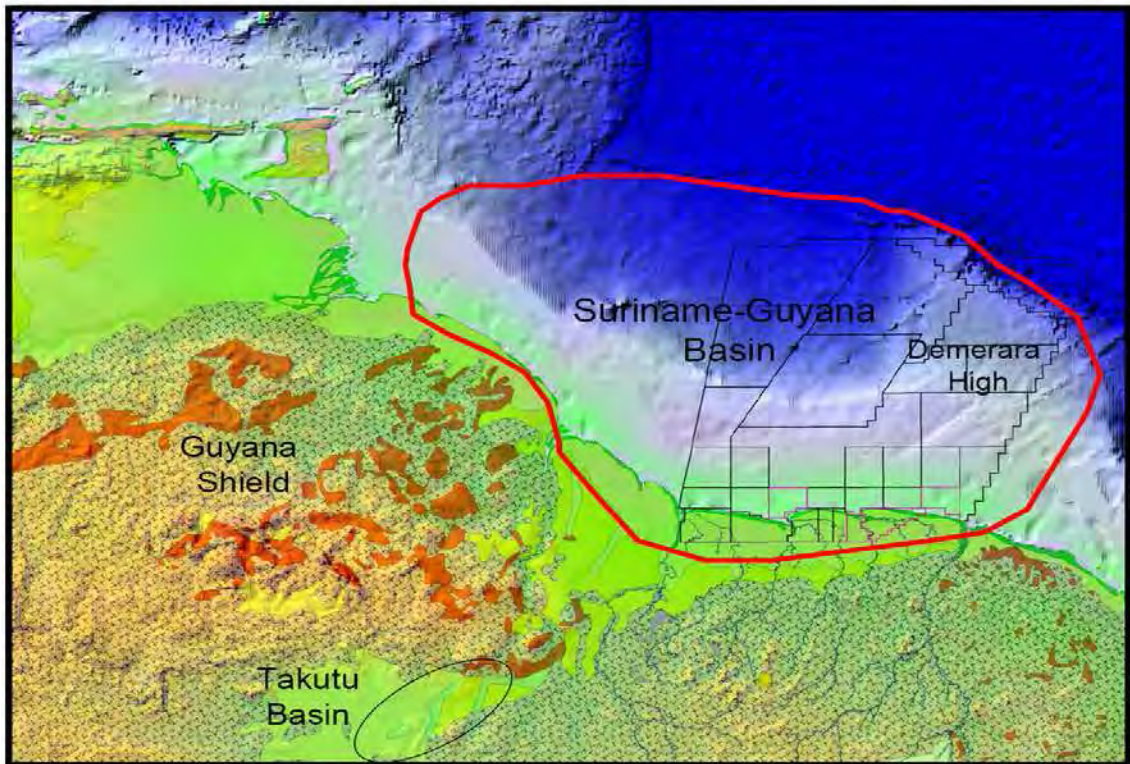 Suriname-Guyana
Basin
Demerara
High
Guyana
Shield
Takutu
Basin